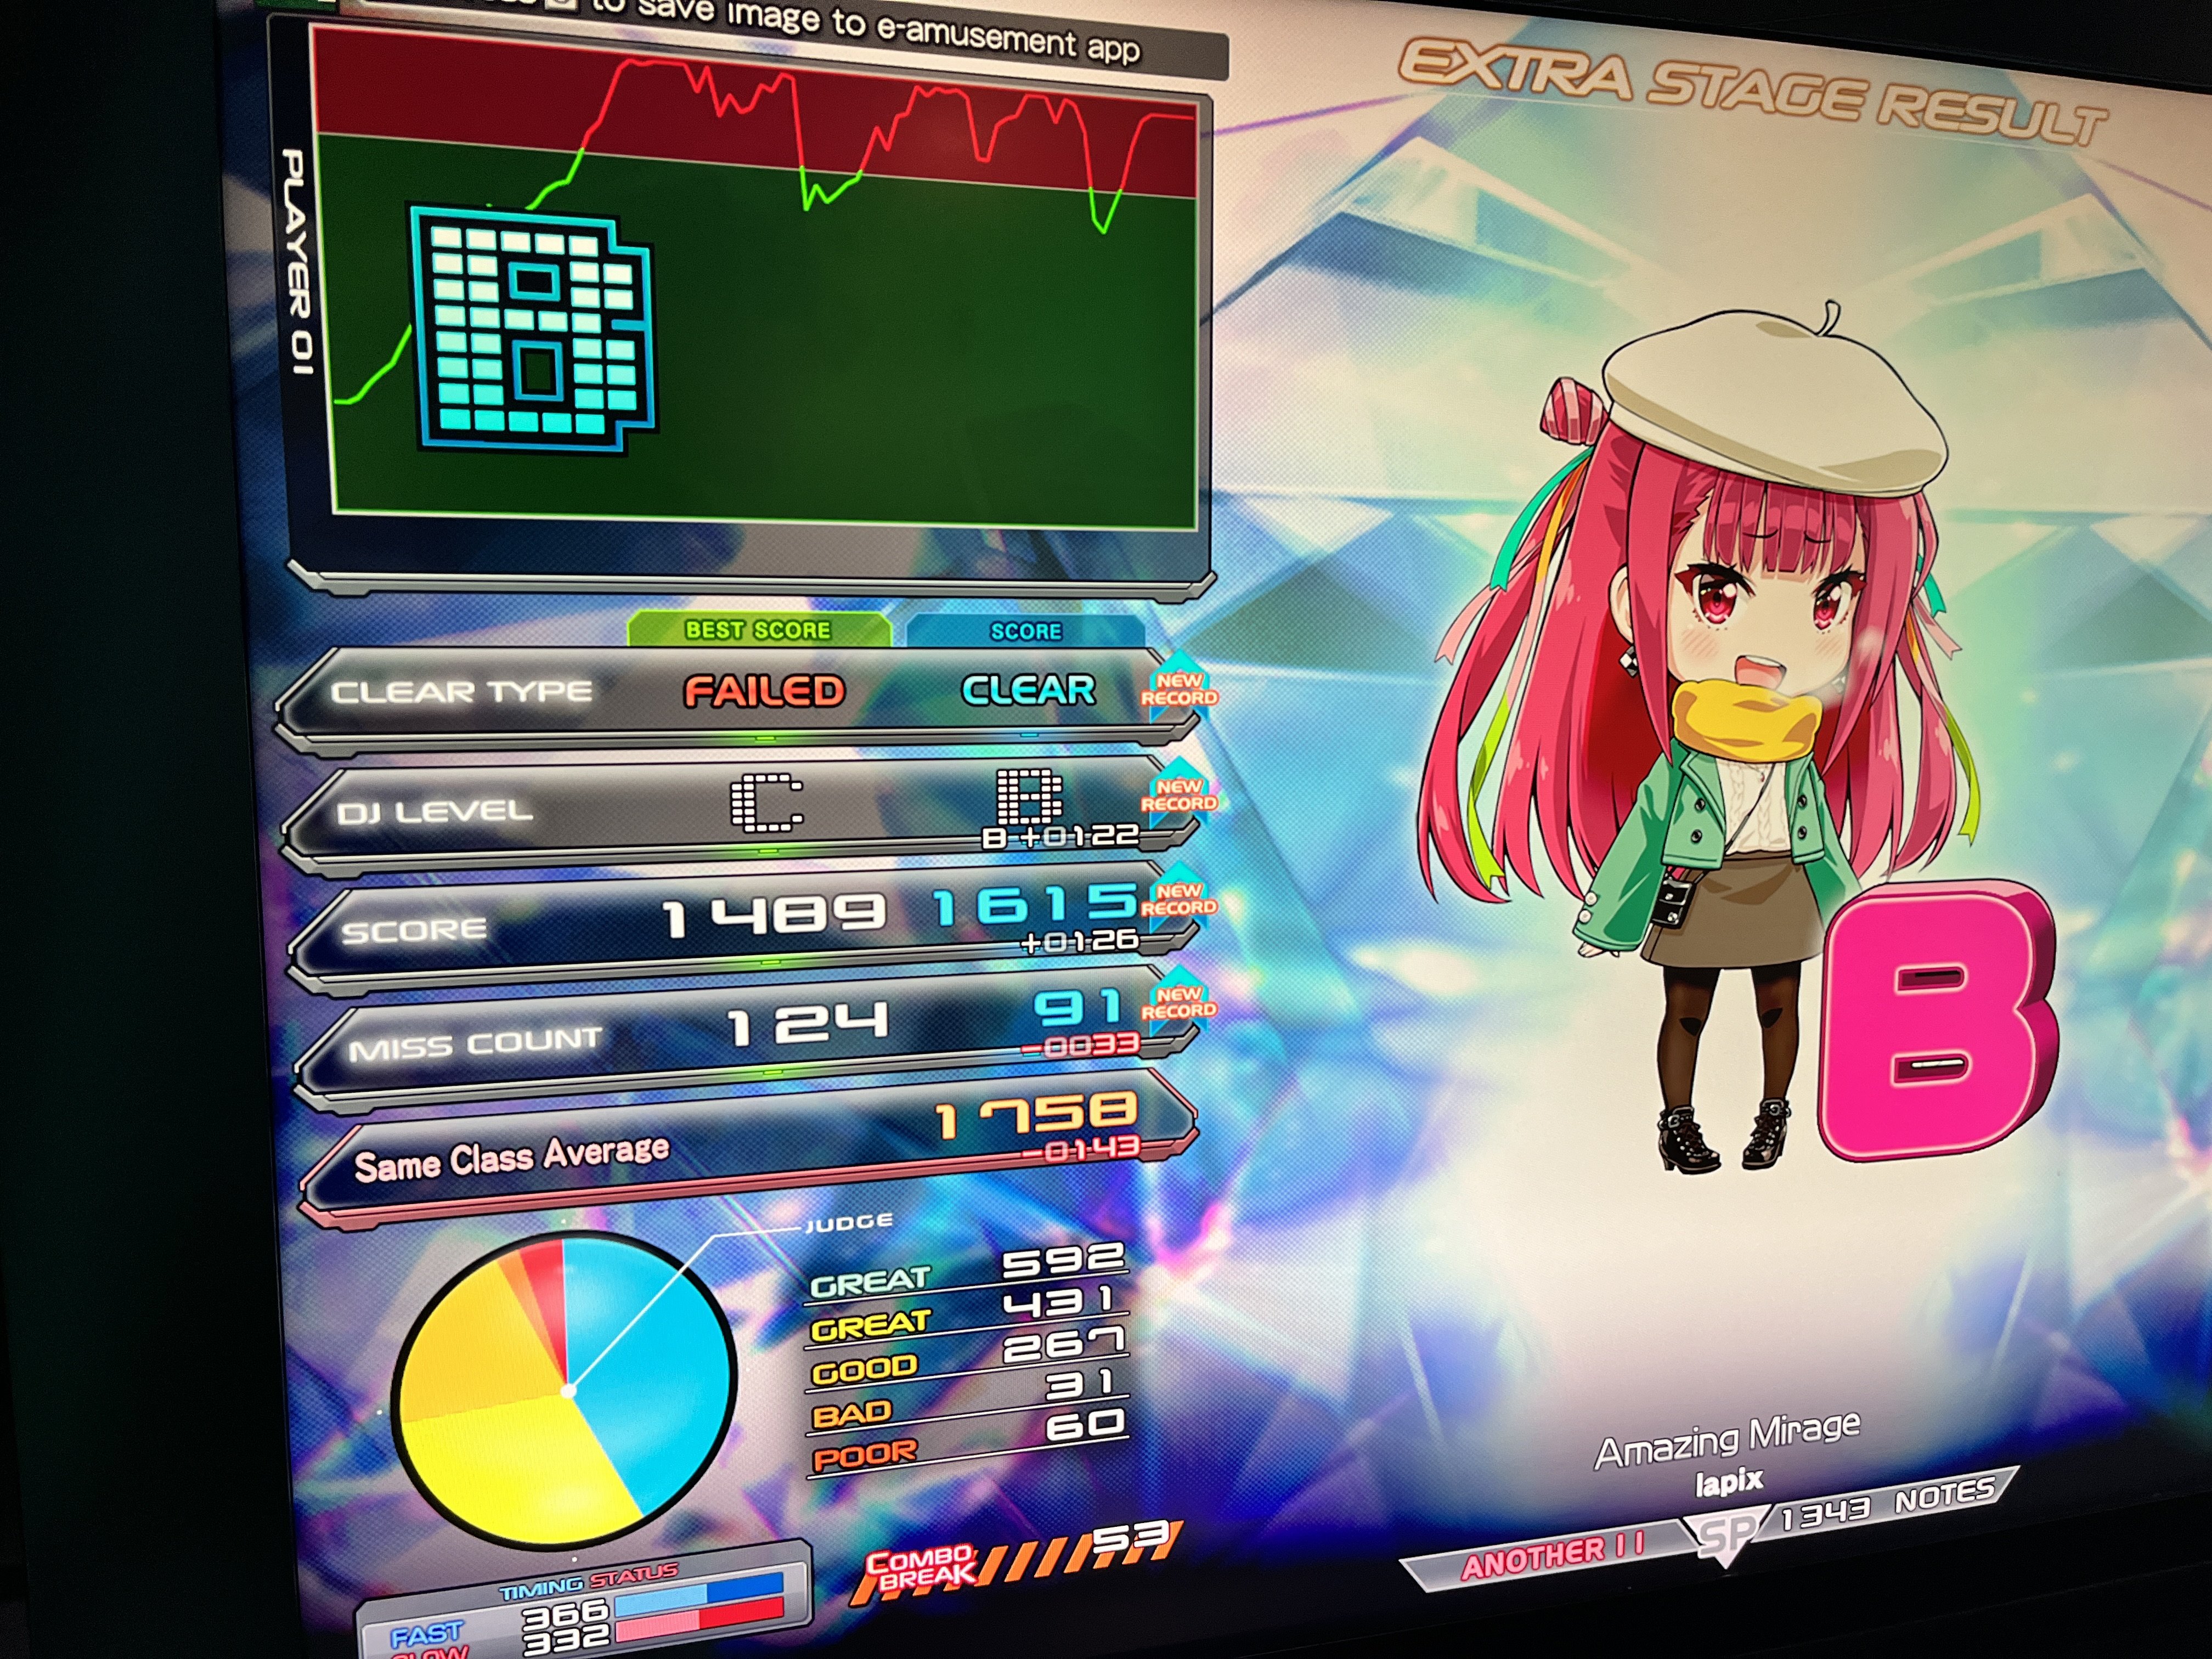 to save image to e-amusement app
EXTRA STAGE RESULT
PLAYER 01
B
BEST SCORE SCORE
CLEAR TYPE FAILED CLEAR NEW RECORD
DJ LEVEL C B NEW RECORD
B +0122
SCORE 1489 1615 NEW RECORD
+0126
MISS COUNT 124 91 NEW RECORD
-0033
Same Class Average 1758
-0143
B
JUDGE
GREAT 592
GREAT 431
GOOD 267
BAD 31
POOR 60
COMBO BREAK 53
TIMING STATUS
FAST 366
SLOW 332
Amazing Mirage
lapix
ANOTHER 11 SP 1343 NOTES